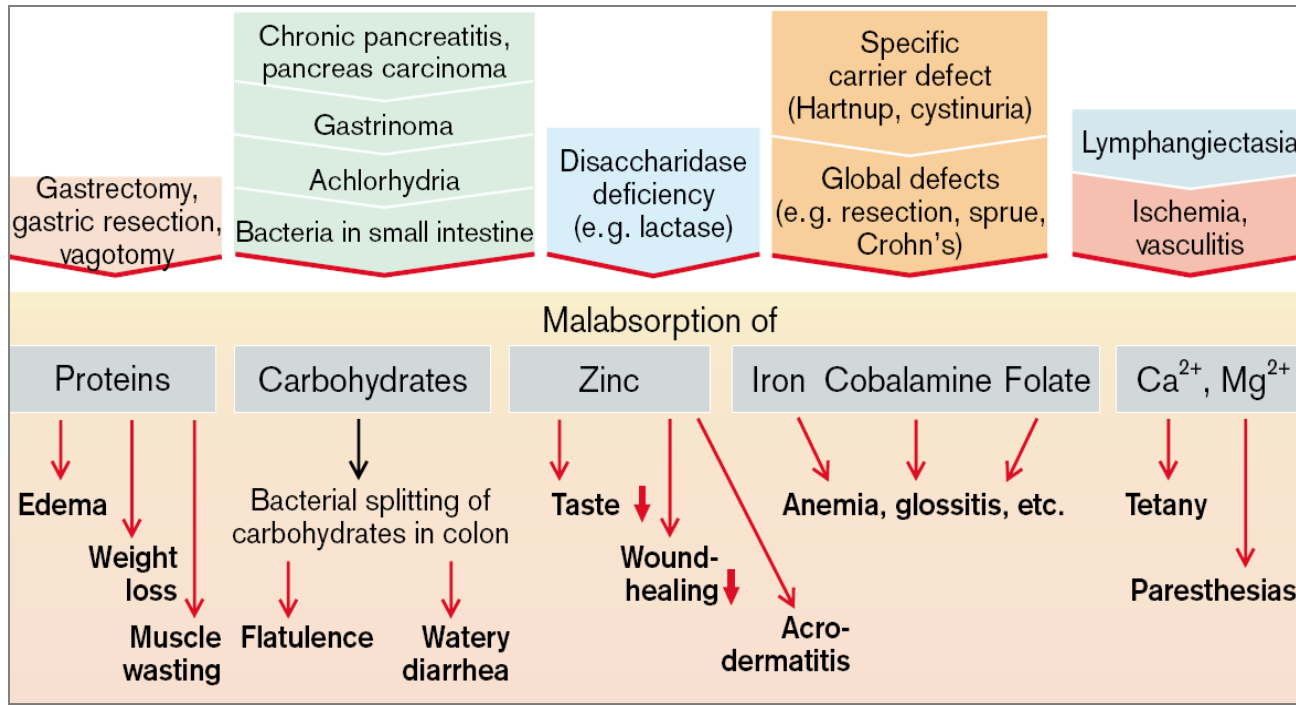 Gastrectomy,
gastric resection,
vagotomy
Chronic pancreatitis,
pancreas carcinoma
Gastrinoma
Achlorhydria
Bacteria in small intestine
Disaccharidase
deficiency
(e.g. lactase)
Specific
carrier defect
(Hartnup, cystinuria)
Global defects
(e.g. resection, sprue,
Crohn's)
Lymphangiectasia
Ischemia,
vasculitis
Malabsorption of
Proteins
Carbohydrates
Zinc
Iron Cobalamine Folate
Ca²⁺, Mg²⁺
Edema
Weight
loss
Muscle
wasting
Bacterial splitting of
carbohydrates in colon
Flatulence
Watery
diarrhea
Taste
Wound-
healing
Acro-
dermatitis
Anemia, glossitis, etc.
Tetany
Paresthesias